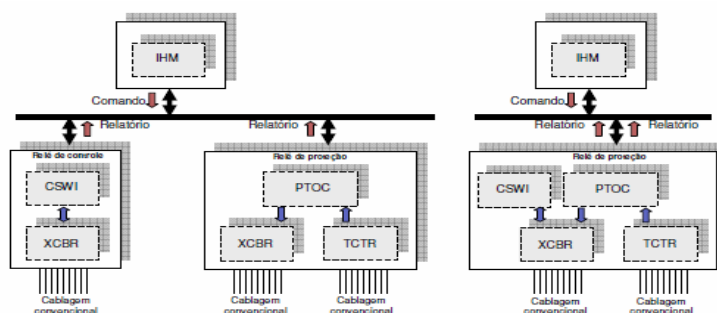 IHM
IHM
Comando
Comando
Relatório
Relatório
Relatório
Relatório
Relé de controle
Relé de proteção
Relé de proteção
CSWI
PTOC
CSWI
PTOC
XCBR
XCBR
TCTR
XCBR
TCTR
Cablagem
convencional
Cablagem
convencional
Cablagem
convencional
Cablagem
convencional
Cablagem
convencional